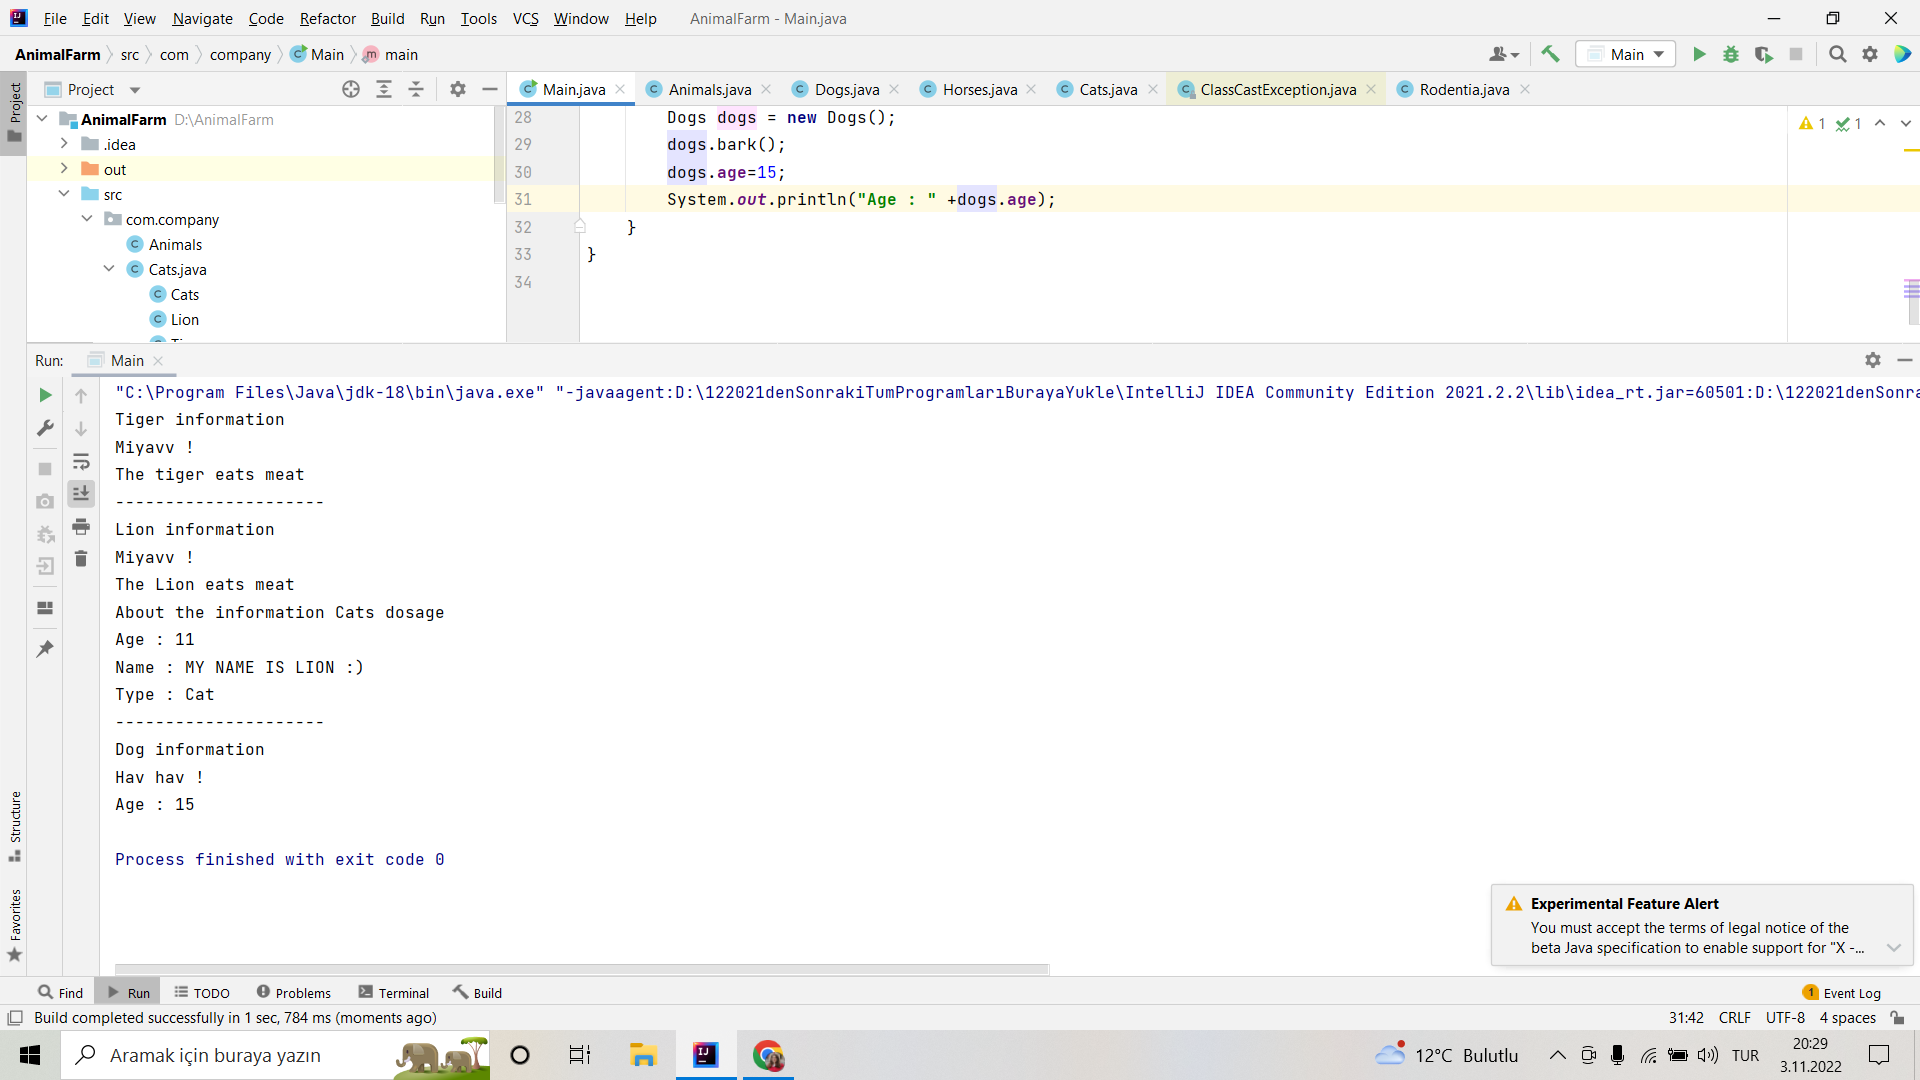 File Edit View Navigate Code Refactor Build Run Tools VCS Window Help AnimalFarm - Main.java
AnimalFarm src com company Main main
Main
Project
Project
Main.java Animals.java Dogs.java Horses.java Cats.java ClassCastException.java Rodentia.java
AnimalFarm D:\AnimalFarm
.idea
out
src
com.company
Animals
Cats.java
Cats
Lion
28 Dogs dogs = new Dogs();
29 dogs.bark();
30 dogs.age=15;
31 System.out.println("Age : " +dogs.age);
32 }
33 }
34
1 1
Run: Main
"C:\Program Files\Java\jdk-18\bin\java.exe" "-javaagent:D:\122021denSonrakiTumProgramlarıBurayaYukle\IntelliJ IDEA Community Edition 2021.2.2\lib\idea_rt.jar=60501:D:\122021denSonra
Tiger information
Miyavv !
The tiger eats meat
---------------------
Lion information
Miyavv !
The Lion eats meat
About the information Cats dosage
Age : 11
Name : MY NAME IS LION :)
Type : Cat
---------------------
Dog information
Hav hav !
Age : 15
Process finished with exit code 0
Structure
Favorites
Experimental Feature Alert
You must accept the terms of legal notice of the
beta Java specification to enable support for "X -...
Find Run TODO Problems Terminal Build
1 Event Log
Build completed successfully in 1 sec, 784 ms (moments ago)
31:42 CRLF UTF-8 4 spaces
Aramak için buraya yazın
12°C Bulutlu
TUR
20:29
3.11.2022